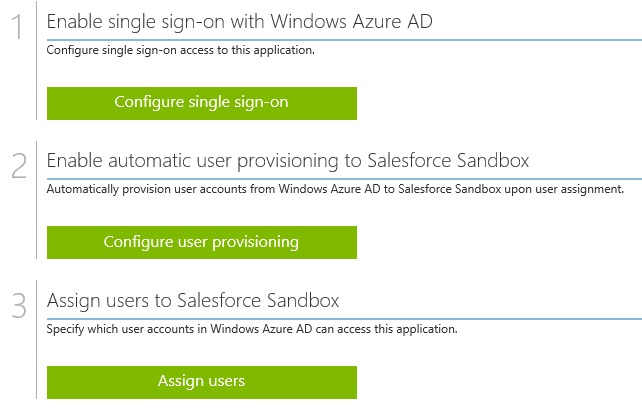 1
Enable single sign-on with Windows Azure AD
Configure single sign-on access to this application.
Configure single sign-on
2
Enable automatic user provisioning to Salesforce Sandbox
Automatically provision user accounts from Windows Azure AD to Salesforce Sandbox upon user assignment.
Configure user provisioning
3
Assign users to Salesforce Sandbox
Specify which user accounts in Windows Azure AD can access this application.
Assign users